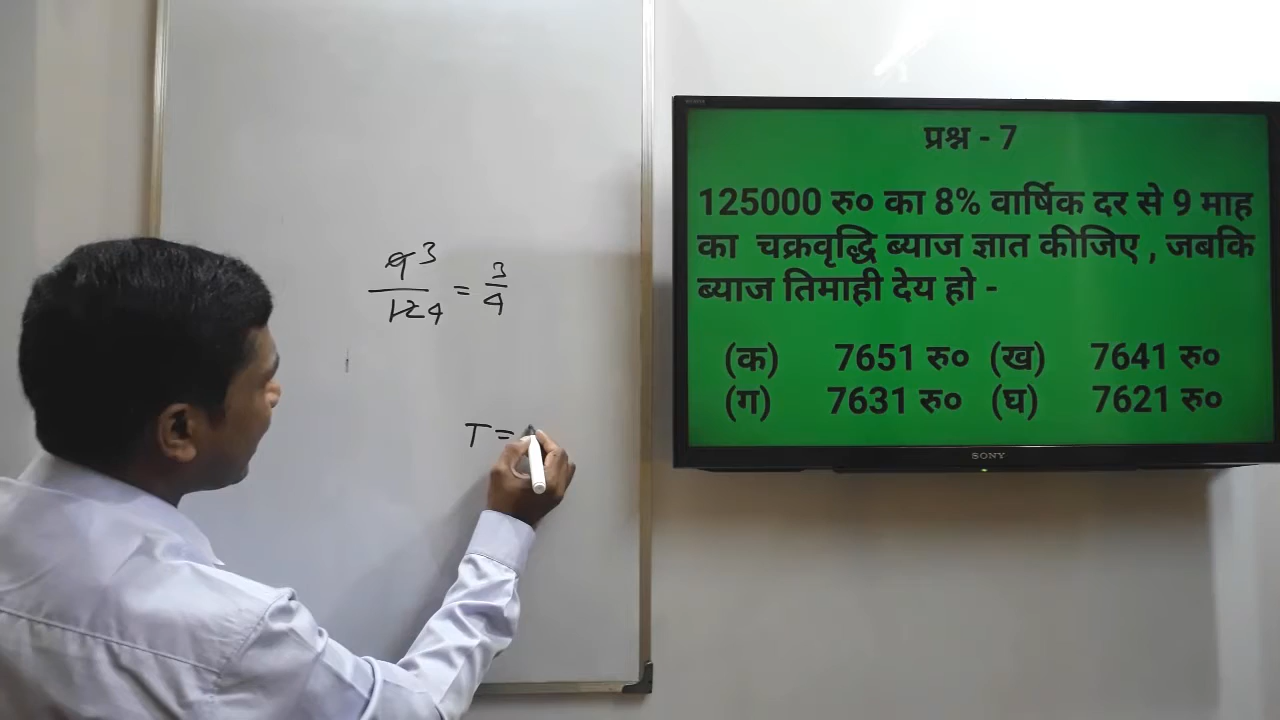 9 3
12 4 = 3/4
T =
प्रश्न - 7
125000 रु० का 8% वार्षिक दर से 9 माह
का चक्रवृद्धि ब्याज ज्ञात कीजिए , जबकि
ब्याज तिमाही देय हो -
(क) 7651 रु० (ख) 7641 रु०
(ग) 7631 रु० (घ) 7621 रु०
SONY